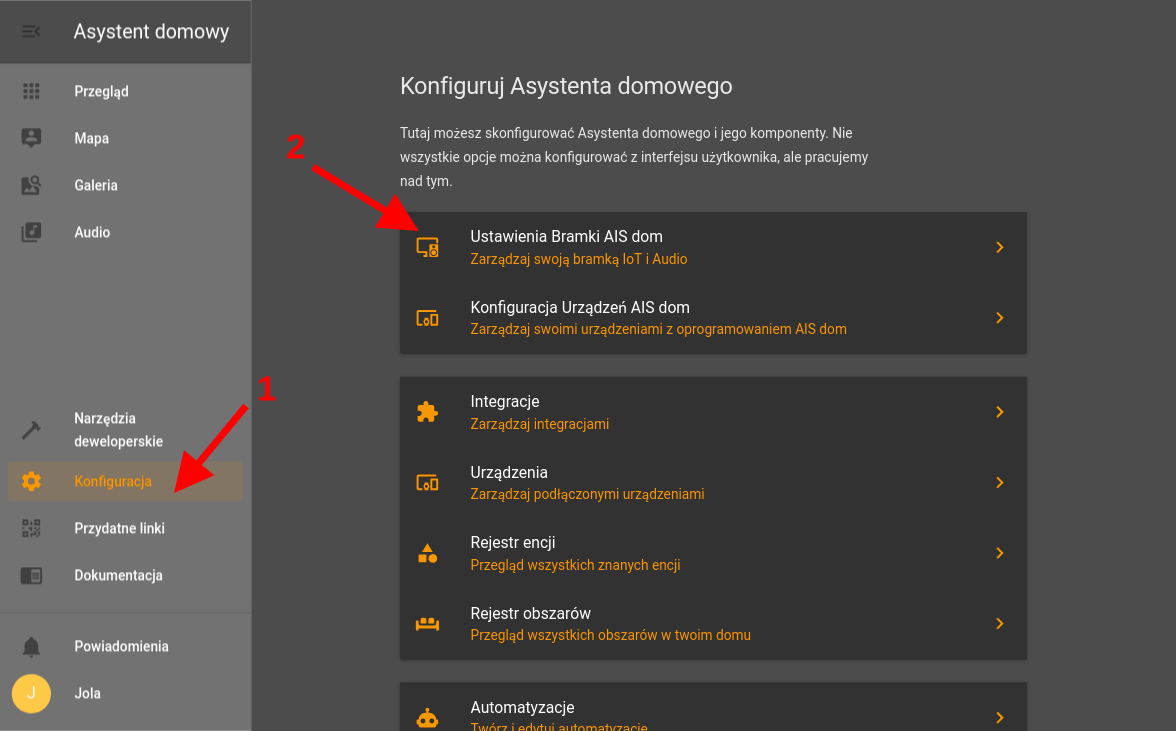 Asystent domowy
Przegląd
Mapa
Galeria
Audio
Narzędzia
deweloperskie
Konfiguracja
Przydatne linki
Dokumentacja
Powiadomienia
J
Jola
1
2
Konfiguruj Asystenta domowego
Tutaj możesz skonfigurować Asystenta domowego i jego komponenty. Nie
wszystkie opcje można konfigurować z interfejsu użytkownika, ale pracujemy
nad tym.
Ustawienia Bramki AIS dom
Zarządzaj swoją bramką IoT i Audio
Konfiguracja Urządzeń AIS dom
Zarządzaj swoimi urządzeniami z oprogramowaniem AIS dom
Integracje
Zarządzaj integracjami
Urządzenia
Zarządzaj podłączonymi urządzeniami
Rejestr encji
Przegląd wszystkich znanych encji
Rejestr obszarów
Przegląd wszystkich obszarów w twoim domu
Automatyzacje
Twórz i edytuj automatyzacje